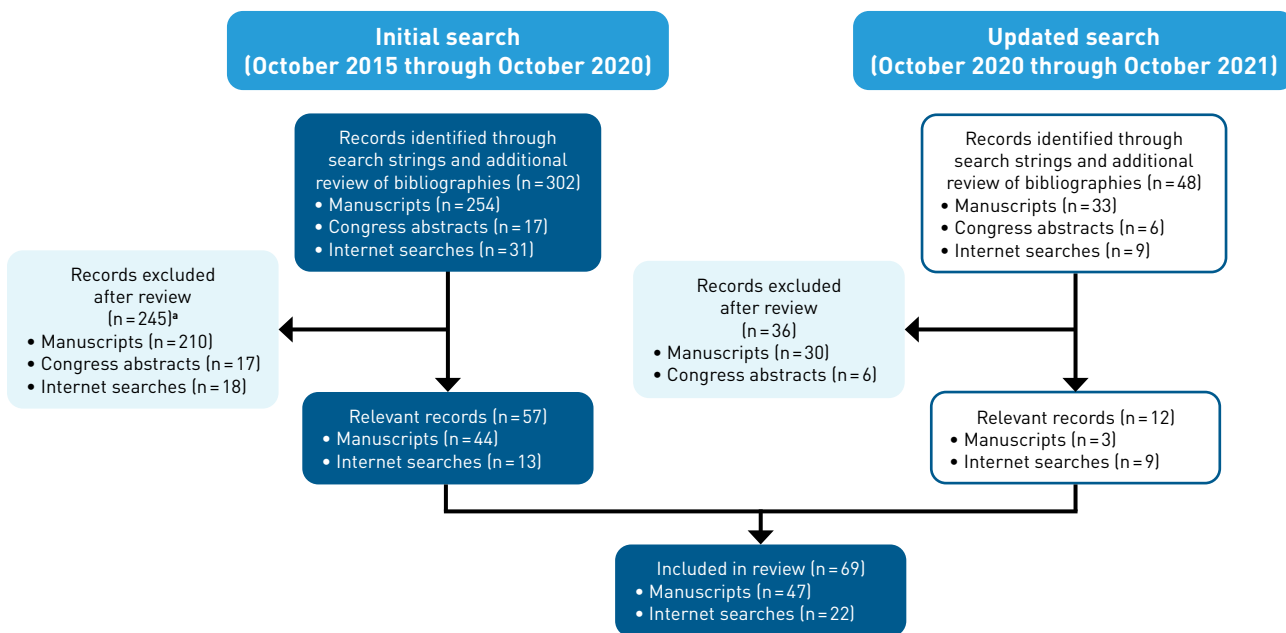 Initial search
(October 2015 through October 2020)
Updated search
(October 2020 through October 2021)
Records identified through
search strings and additional
review of bibliographies (n=302)
• Manuscripts (n=254)
• Congress abstracts (n=17)
• Internet searches (n=31)
Records identified through
search strings and additional
review of bibliographies (n=48)
• Manuscripts (n=33)
• Congress abstracts (n=6)
• Internet searches (n=9)
Records excluded
after review
(n=245)ª
• Manuscripts (n=210)
• Congress abstracts (n=17)
• Internet searches (n=18)
Records excluded
after review
(n=36)
• Manuscripts (n=30)
• Congress abstracts (n=6)
Relevant records (n=57)
• Manuscripts (n=44)
• Internet searches (n=13)
Relevant records (n=12)
• Manuscripts (n=3)
• Internet searches (n=9)
Included in review (n=69)
• Manuscripts (n=47)
• Internet searches (n=22)